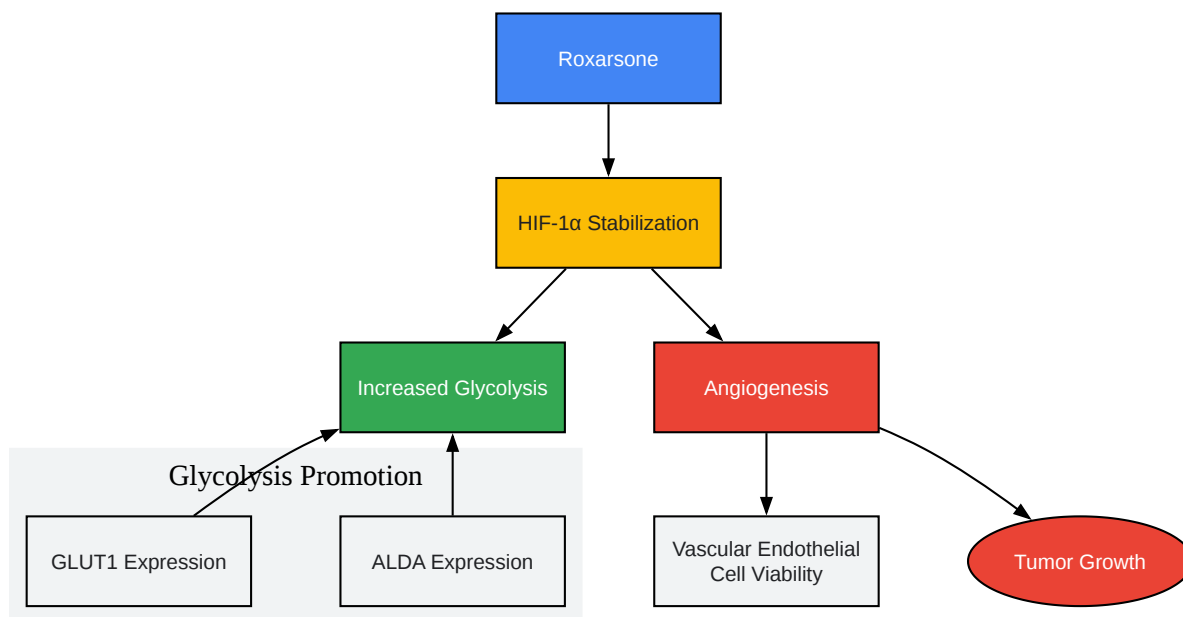 Roxarsone
HIF-1α Stabilization
Increased Glycolysis
Angiogenesis
Glycolysis Promotion
GLUT1 Expression
ALDA Expression
Vascular Endothelial
Cell Viability
Tumor Growth